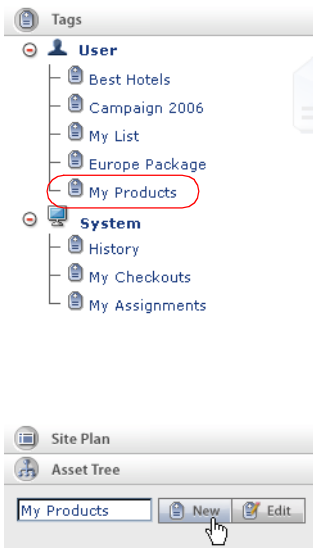 Tags
User
Best Hotels
Campaign 2006
My List
Europe Package
My Products
System
History
My Checkouts
My Assignments
Site Plan
Asset Tree
My Products New Edit